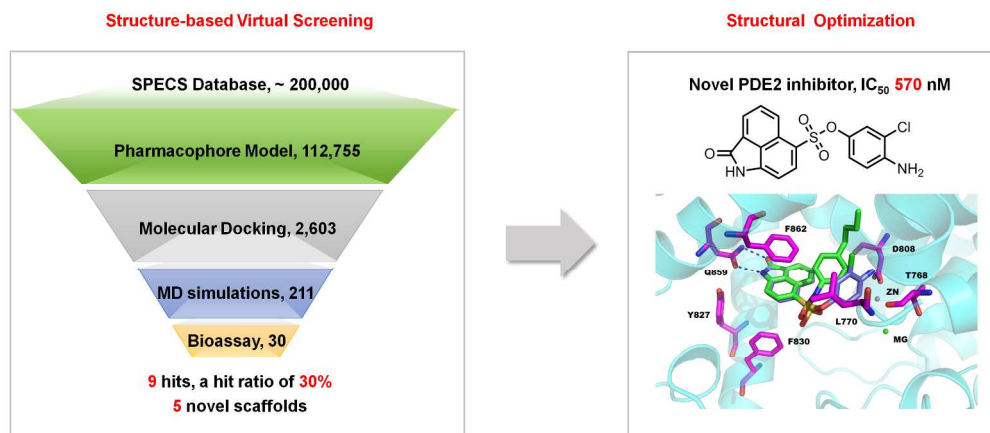 Structure-based Virtual Screening
SPECS Database, ~ 200,000
Pharmacophore Model, 112,755
Molecular Docking, 2,603
MD simulations, 211
Bioassay, 30
9 hits, a hit ratio of 30%
5 novel scaffolds
Structural Optimization
Novel PDE2 inhibitor, IC50 570 nM
O
NH
O
S
O
O
Cl
NH2
F862
Q859
D808
T768
ZN
Y827
L770
F830
MG